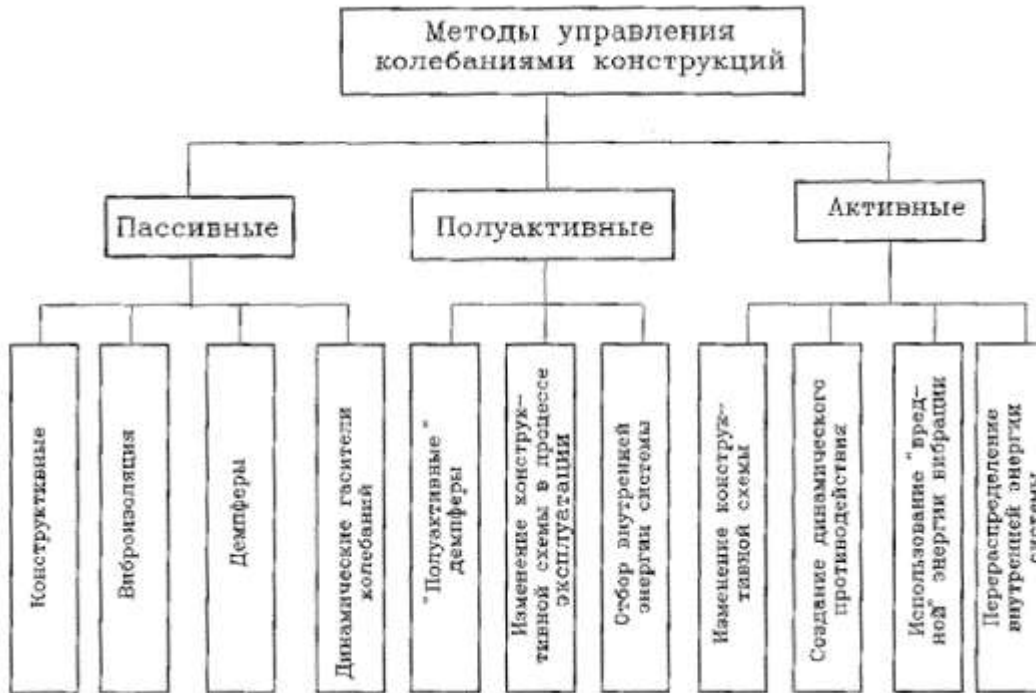 Методы управления
колебаниями конструкций
Пассивные
Полуактивные
Активные
Конструктивные
Виброизоляция
Демпферы
Динамические гасители
колебаний
"Полуактивные"
демпферы
Изменение конструк-
тивной схемы в процессе
эксплуатации
Отбор внутренней
энергии системы
Изменение конструк-
тивной схемы
Создание динамического
противодействия
Использование "вред-
ной" энергии вибрации
Перераспределение
внутренней энергии
системы